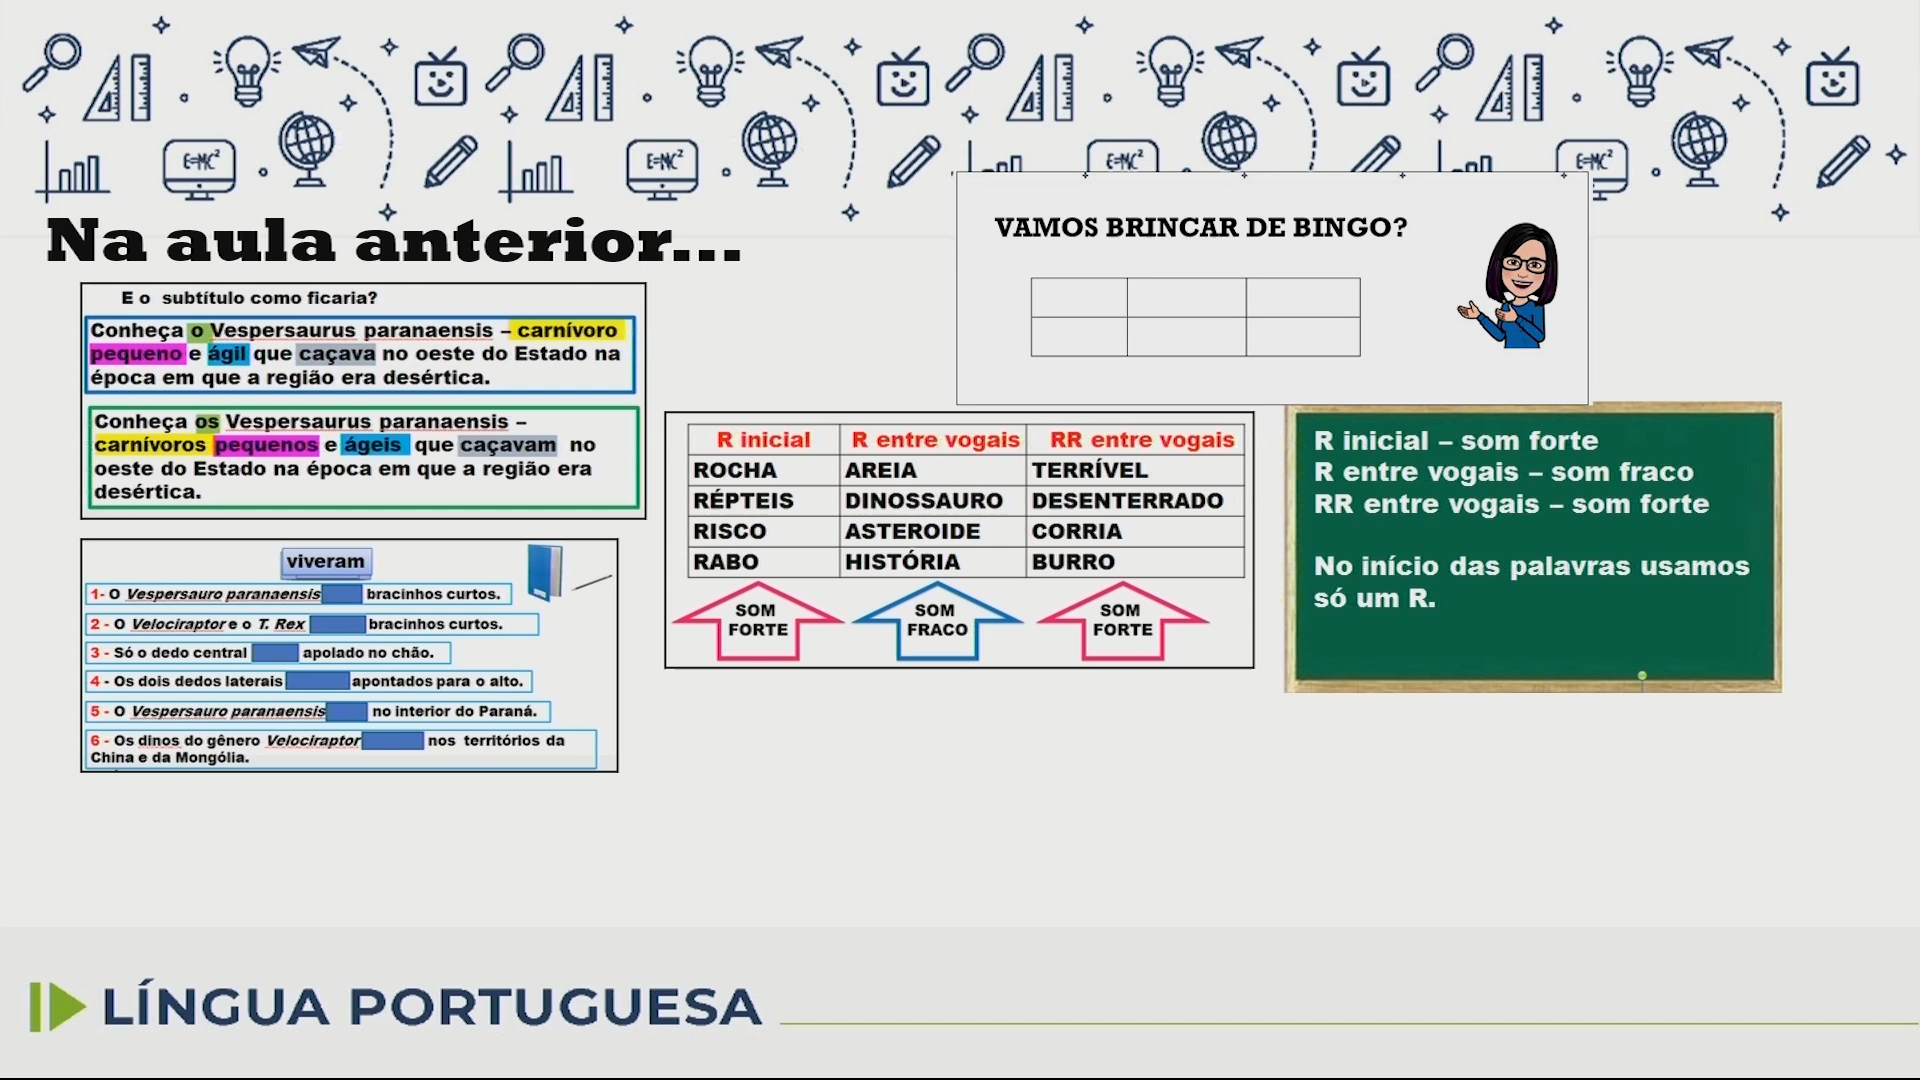 E=MC²
E=MC²
E=MC²
E=MC²
Na aula anterior...
VAMOS BRINCAR DE BINGO?
E o subtítulo como ficaria?
Conheça o Vespersaurus paranaensis – carnívoro
pequeno e ágil que caçava no oeste do Estado na
época em que a região era desértica.
Conheça os Vespersaurus paranaensis –
carnívoros pequenos e ágeis que caçavam no
oeste do Estado na época em que a região era
desértica.
viveram
1- O Vespersauro paranaensis bracinhos curtos.
2 - O Velociraptor e o T. Rex bracinhos curtos.
3 - Só o dedo central apoiado no chão.
4 - Os dois dedos laterais apontados para o alto.
5 - O Vespersauro paranaensis no interior do Paraná.
6 - Os dinos do gênero Velociraptor nos territórios da
China e da Mongólia.
R inicial R entre vogais RR entre vogais
ROCHA AREIA TERRÍVEL
RÉPTEIS DINOSSAURO DESENTERRADO
RISCO ASTEROIDE CORRIA
RABO HISTÓRIA BURRO
SOM FORTE
SOM FRACO
SOM FORTE
R inicial – som forte
R entre vogais – som fraco
RR entre vogais – som forte
No início das palavras usamos
só um R.
LÍNGUA PORTUGUESA